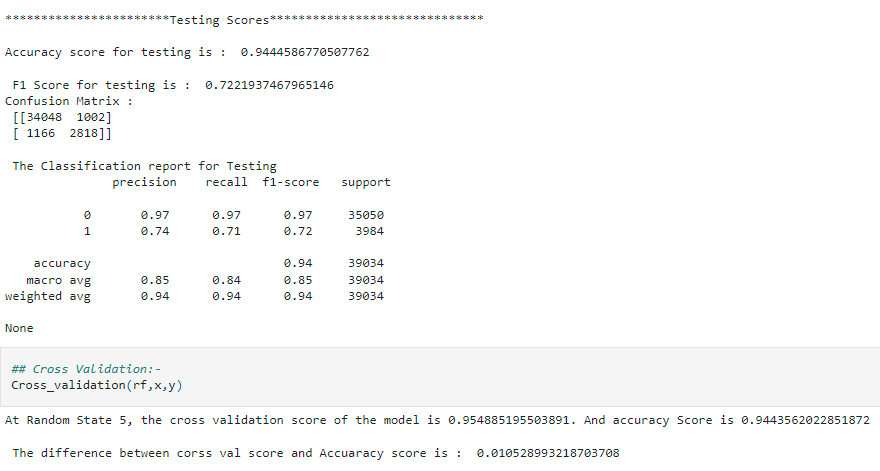 ***********************Testing Scores******************************
Accuracy score for testing is :  0.9444586770507762
 F1 Score for testing is :  0.7221937467965146
Confusion Matrix :
 [[34048  1002]
 [ 1166  2818]]
 The Classification report for Testing
               precision    recall  f1-score   support
           0       0.97      0.97      0.97     35050
           1       0.74      0.71      0.72      3984
    accuracy                           0.94     39034
   macro avg       0.85      0.84      0.85     39034
weighted avg       0.94      0.94      0.94     39034
None
## Cross Validation:-
Cross_validation(rf,x,y)
At Random State 5, the cross validation score of the model is 0.954885195503891. And accuracy Score is 0.9443562022851872
 The difference between corss val score and Accuaracy score is :  0.010528993218703708